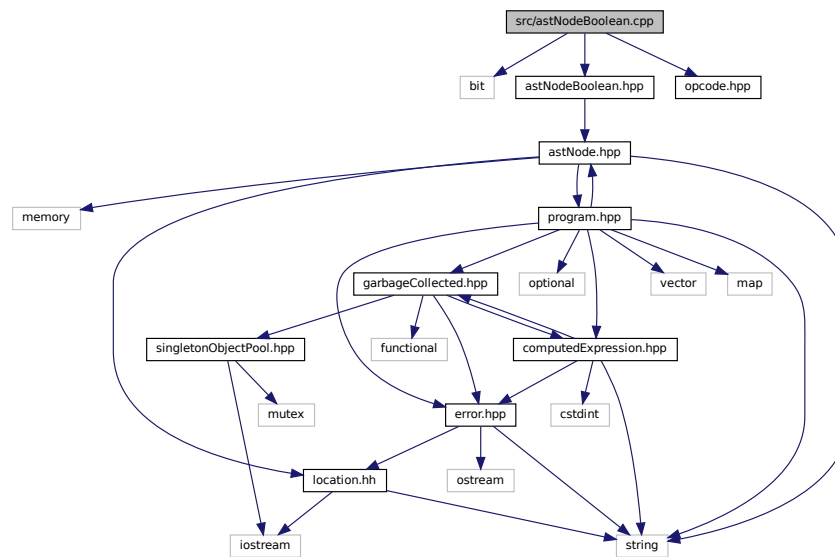 src/astNodeBoolean.cpp
bit
astNodeBoolean.hpp
opcode.hpp
astNode.hpp
memory
program.hpp
garbageCollected.hpp
optional
vector
map
singletonObjectPool.hpp
functional
computedExpression.hpp
mutex
error.hpp
cstdint
location.hh
ostream
iostream
string